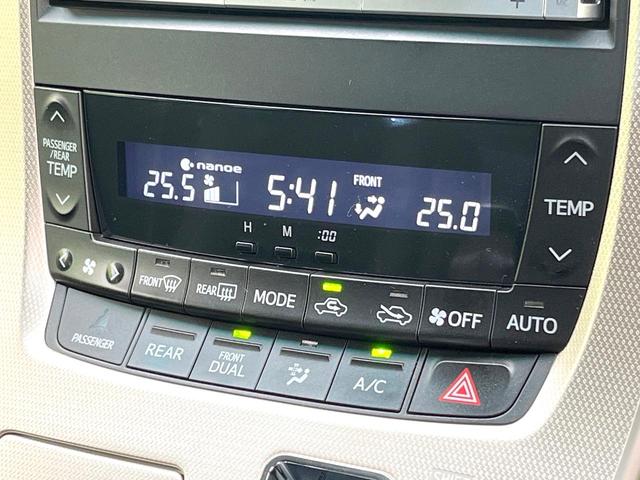 PASSENGER
/REAR
TEMP
nanoe
25.5
5:41
FRONT
25.0
H
M
:00
TEMP
FRONT
REAR
MODE
OFF
AUTO
PASSENGER
REAR
FRONT
DUAL
A/C